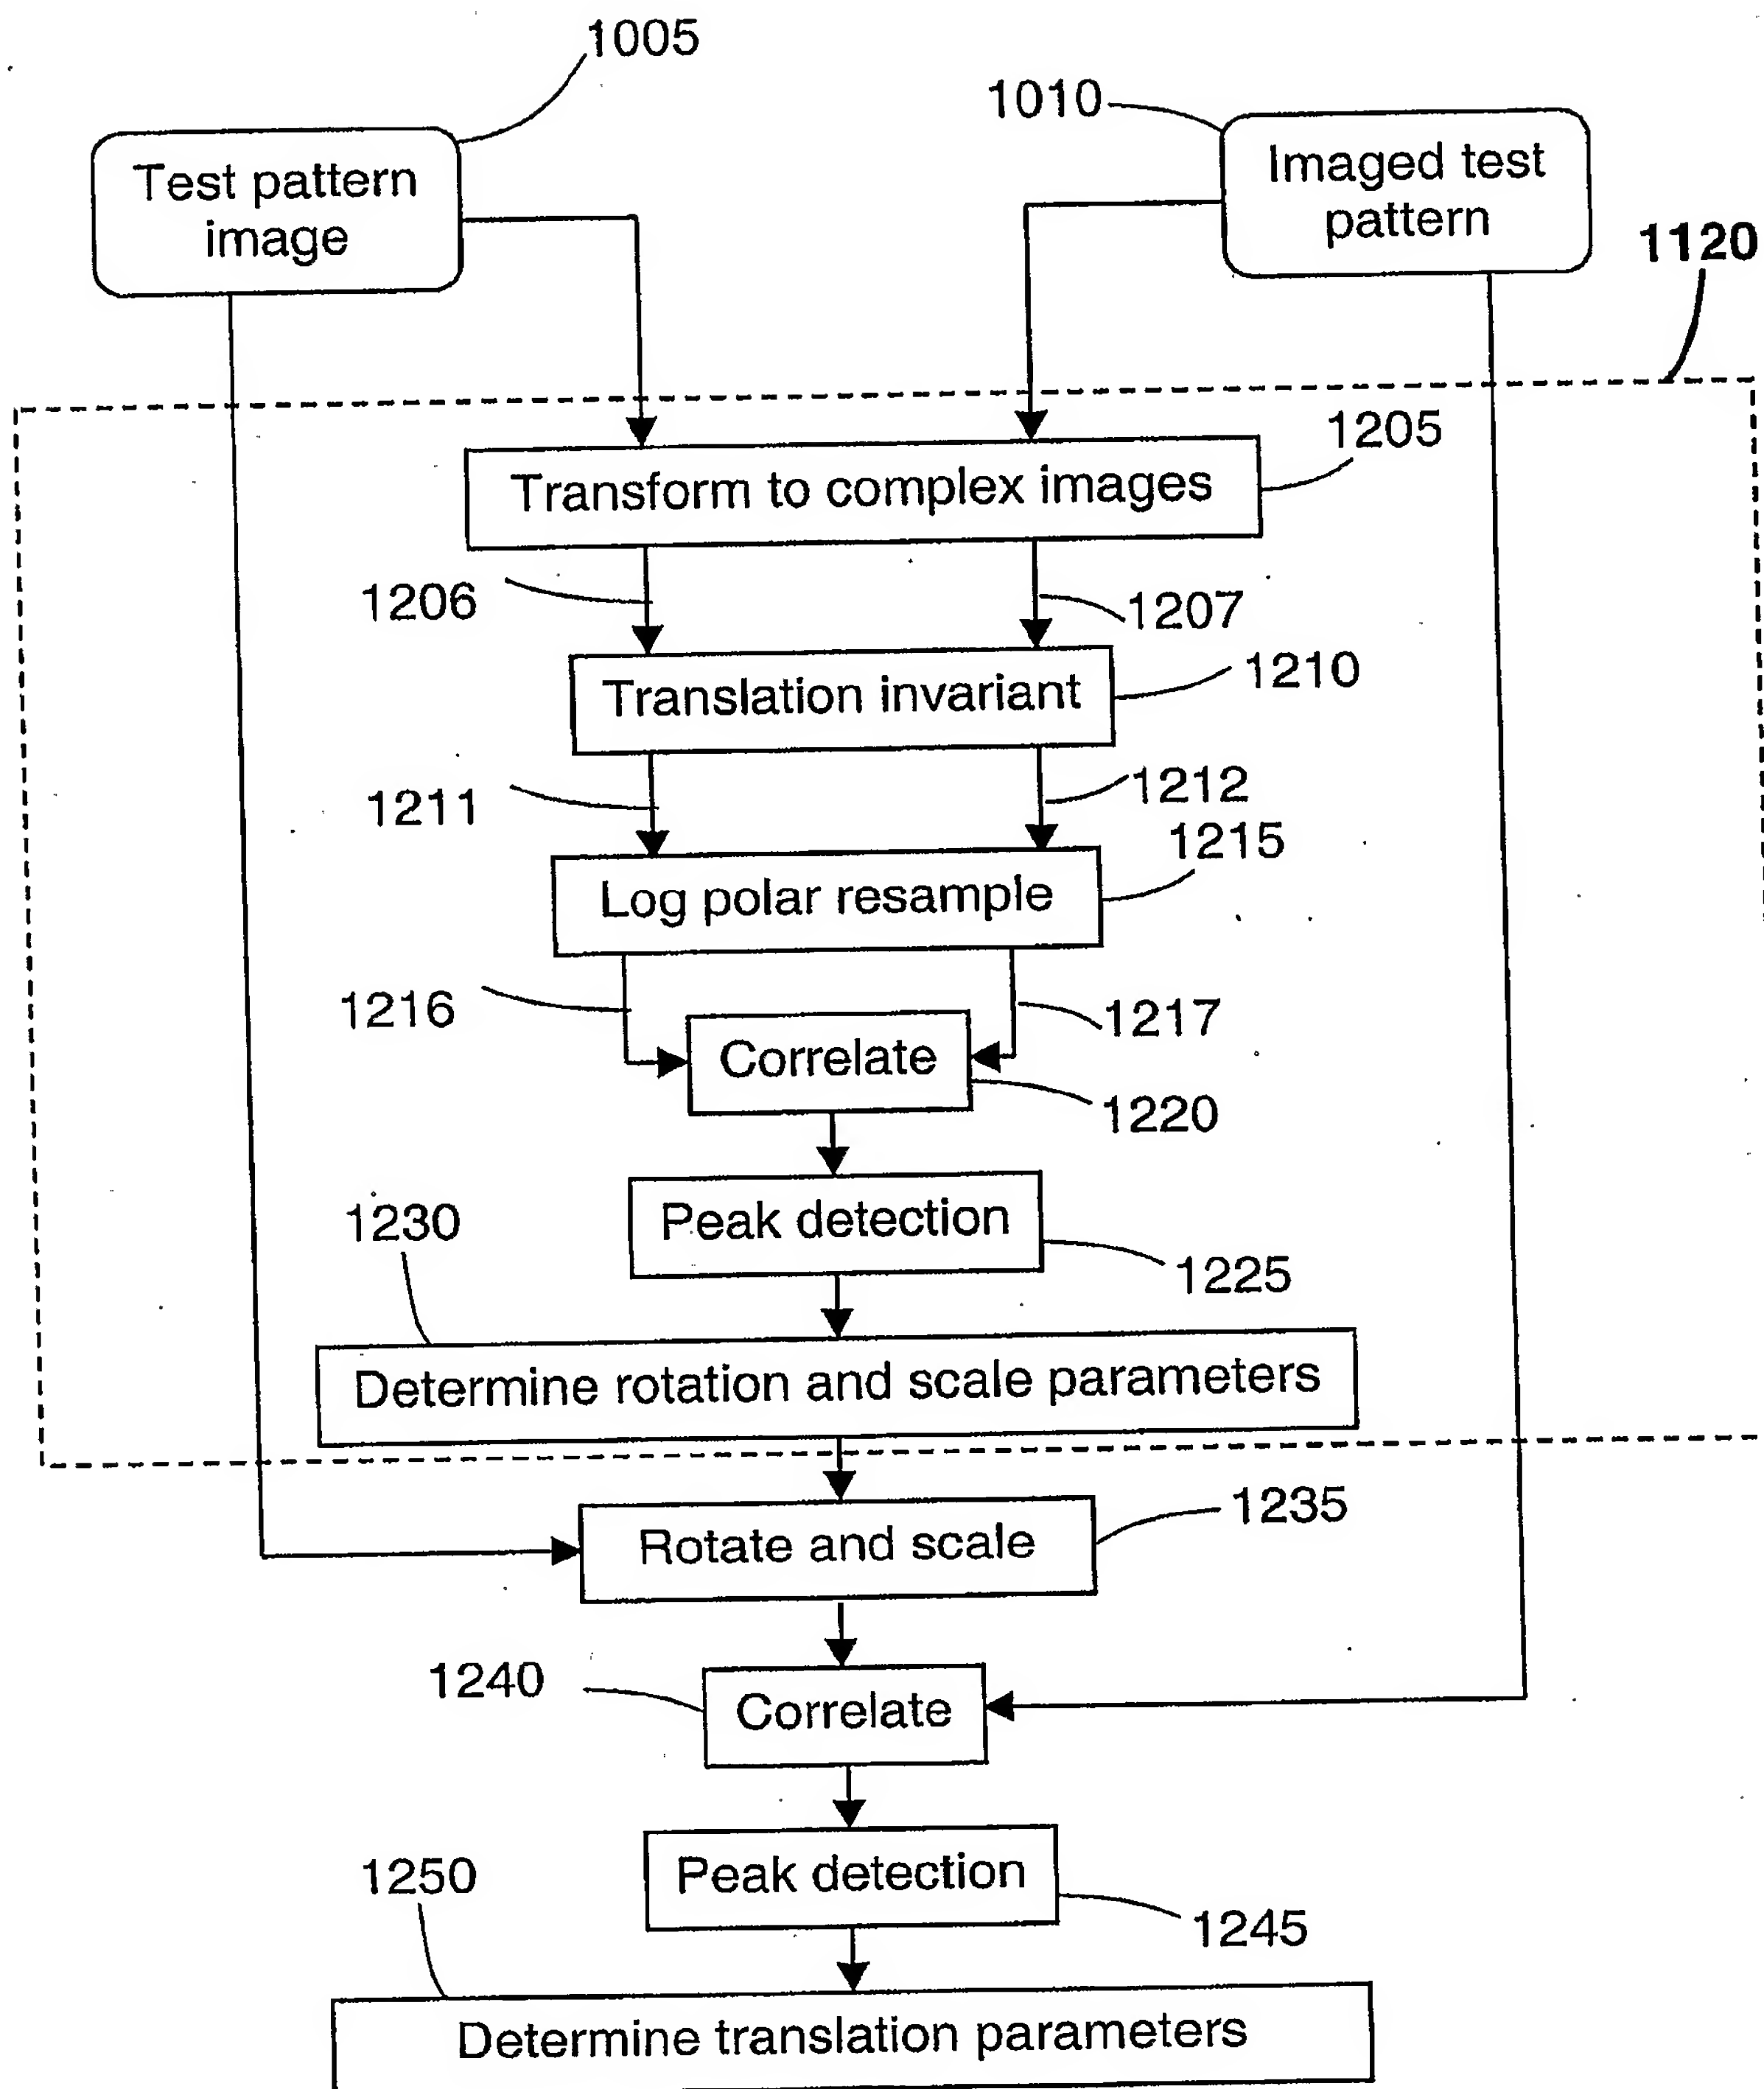 1005
1010
Test pattern
image
Imaged test
pattern
1120
1205
Transform to complex images
1206
1207
Translation invariant
1210
1211
1212
1215
Log polar resample
1216
1217
Correlate
1220
1230
Peak detection
1225
Determine rotation and scale parameters
1235
Rotate and scale
1240
Correlate
1250
Peak detection
1245
Determine translation parameters